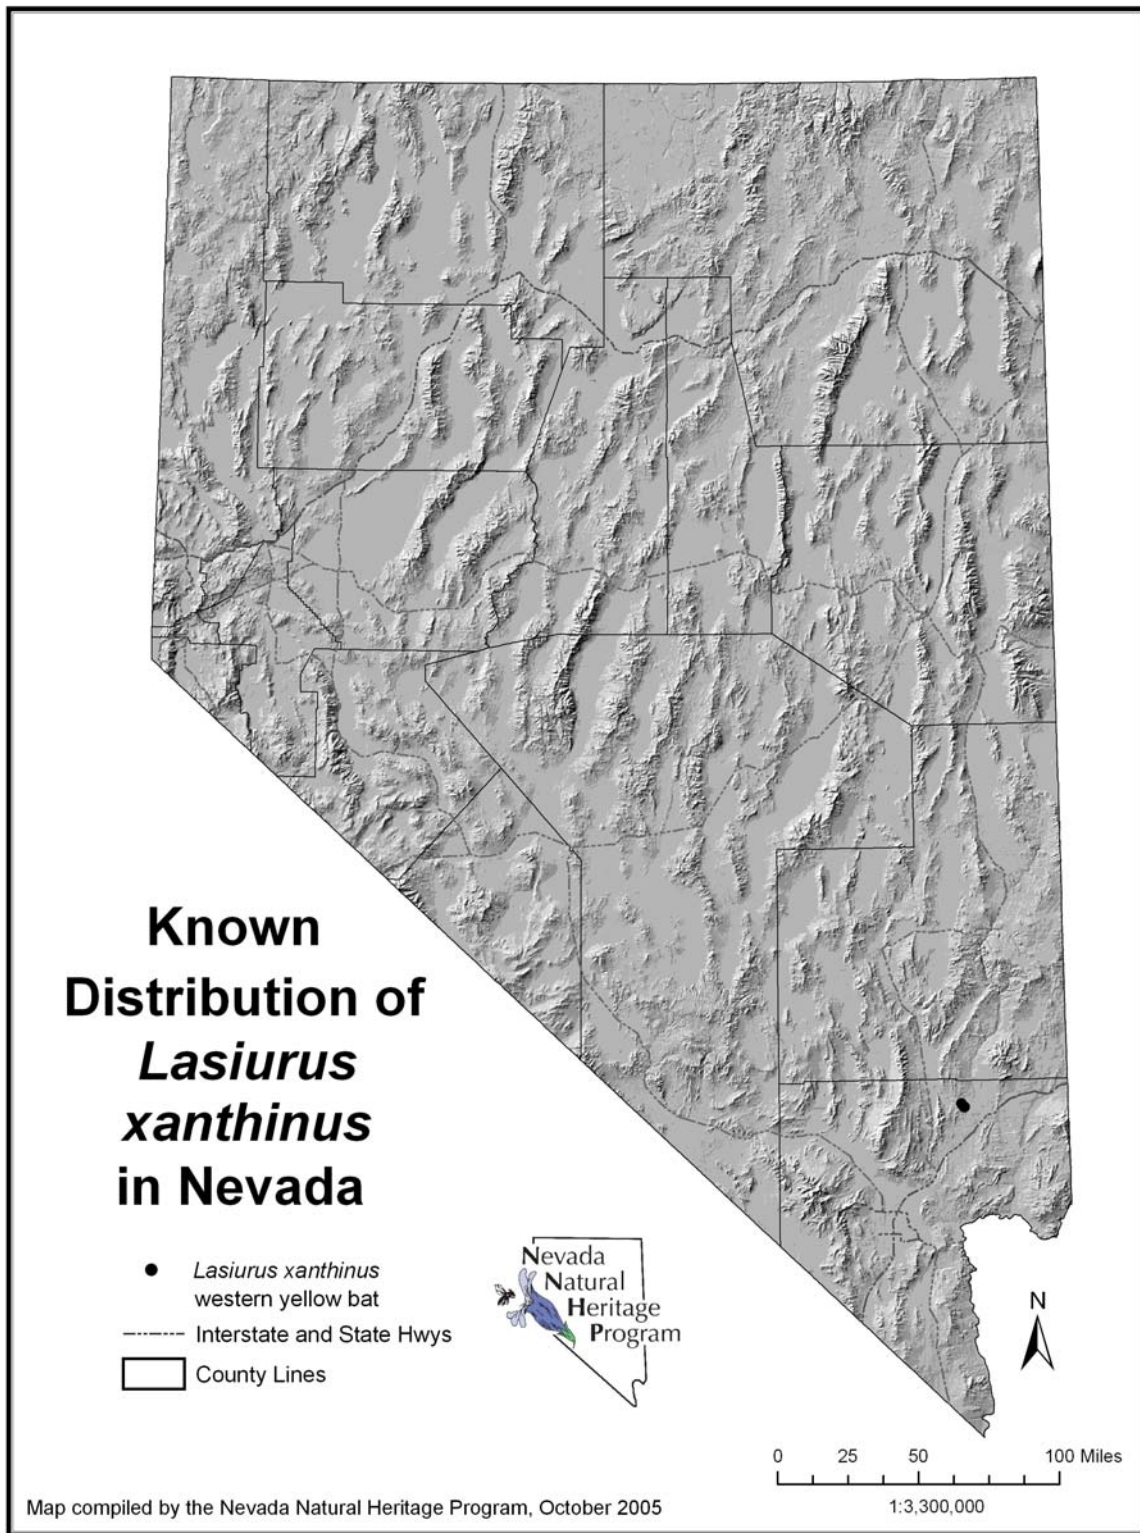 Known
Distribution of
Lasiurus
xanthinus
in Nevada
Lasiurus xanthinus
western yellow bat
Interstate and State Hwys
County Lines
Nevada
Natural
Heritage
Program
N
0 25 50 100 Miles
1:3,300,000
Map compiled by the Nevada Natural Heritage Program, October 2005